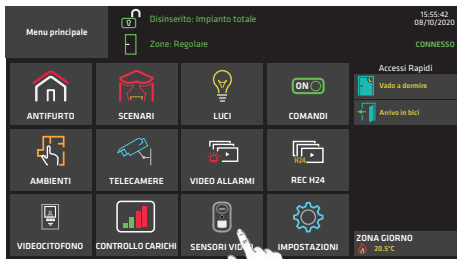 Menu principale
Disinserito: Impianto totale
Zone: Regolare
15:55:42
08/10/2020
CONNESSO
ANTIFURTO
SCENARI
LUCI
ON
COMANDI
Accessi Rapidi
Vado a dormire
Arrivo in bici
AMBIENTI
TELECAMERE
VIDEO ALLARMI
H24
REC H24
VIDEOCITOFONO
CONTROLLO CARICHI
SENSORI VIDEO
IMPOSTAZIONI
ZONA GIORNO
20.5°C